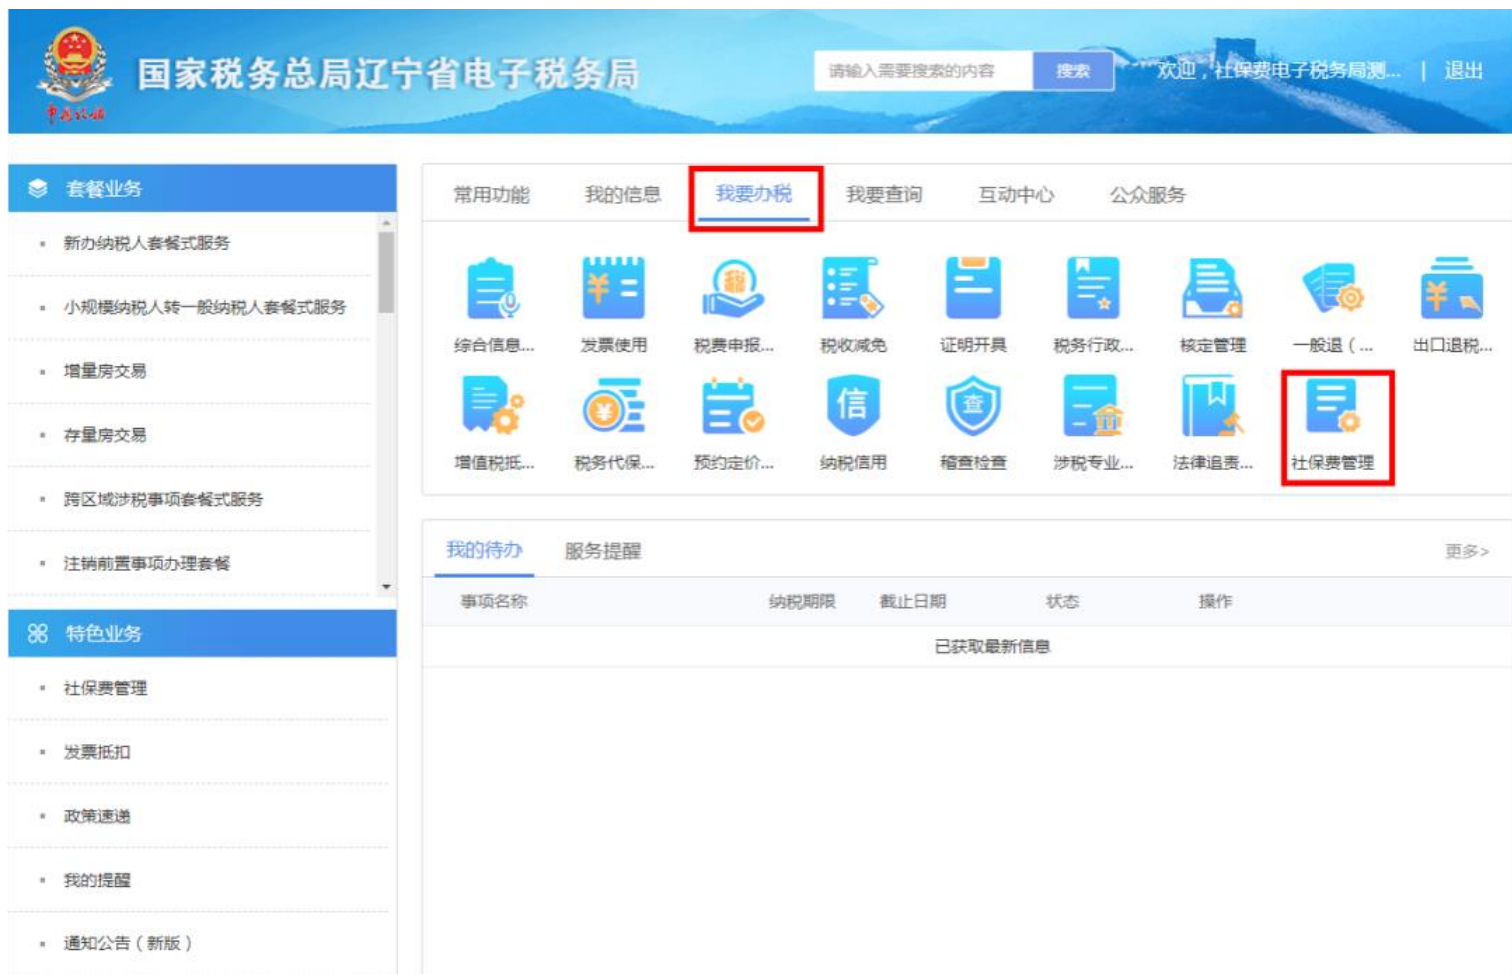 国家税务总局辽宁省电子税务局
请输入需要搜索的内容
搜索
欢迎，社保费电子税务局测... | 退出
套餐业务
新办纳税人套餐式服务
小规模纳税人转一般纳税人套餐式服务
增量房交易
存量房交易
跨区域涉税事项套餐式服务
注销前置事项办理套餐
特色业务
社保费管理
发票抵扣
政策速递
我的提醒
通知公告（新版）
常用功能 我的信息 我要办税 我要查询 互动中心 公众服务
综合信息... 发票使用 税费申报... 税收减免 证明开具 税务行政... 核定管理 一般退（... 出口退税...
增值税抵... 税务代保... 预约定价... 纳税信用 稽查检查 涉税专业... 法律追责... 社保费管理
我的待办 服务提醒 更多>
事项名称 纳税期限 截止日期 状态 操作
已获取最新信息